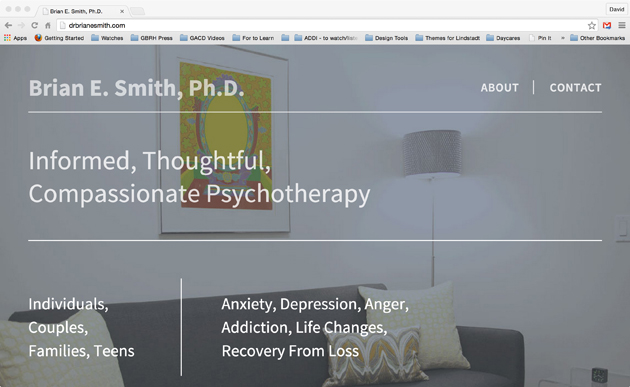 Brian E. Smith, Ph.D.
David
drbrianesmith.com
Apps Getting Started Watches GBRH Press GACD Videos For to Learn ADDI - to watch/liste Design Tools Themes for Lindstadt Daycares Pin It » Other Bookmarks
Brian E. Smith, Ph.D.
ABOUT CONTACT
Informed, Thoughtful,
Compassionate Psychotherapy
Individuals,
Couples,
Families, Teens
Anxiety, Depression, Anger,
Addiction, Life Changes,
Recovery From Loss